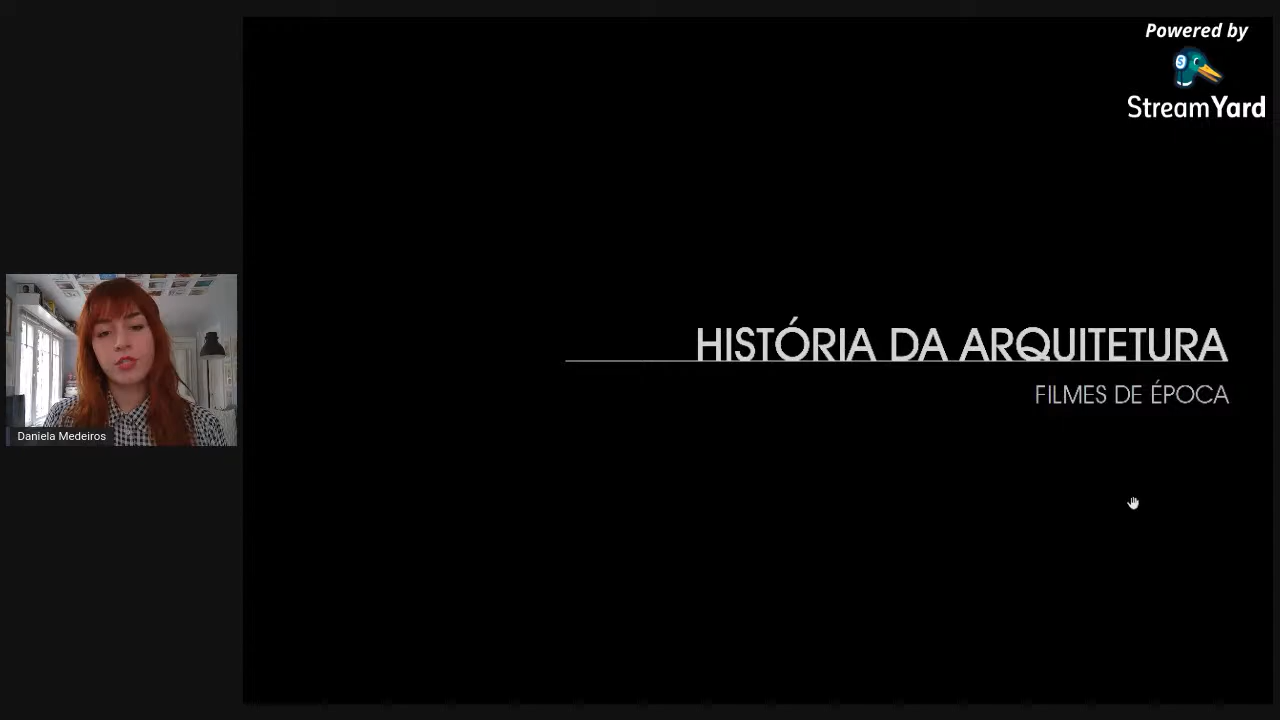 Powered by
StreamYard
HISTÓRIA DA ARQUITETURA
FILMES DE ÉPOCA
Daniela Medeiros